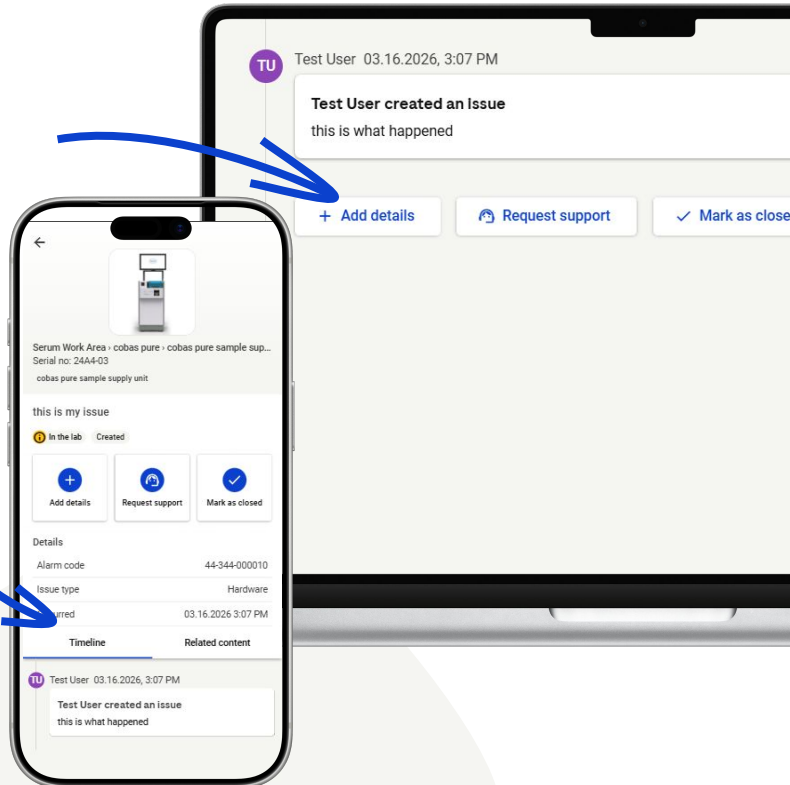 TU Test User 03.16.2026, 3:07 PM
Test User created an issue
this is what happened
+ Add details Request support Mark as close
Serum Work Area › cobas pure › cobas pure sample sup...
Serial no: 24A4-03
cobas pure sample supply unit
this is my issue
In the lab Created
Add details Request support Mark as closed
Details
Alarm code 44-344-000010
Issue type Hardware
urred 03.16.2026 3:07 PM
Timeline Related content
TU Test User 03.16.2026, 3:07 PM
Test User created an issue
this is what happened